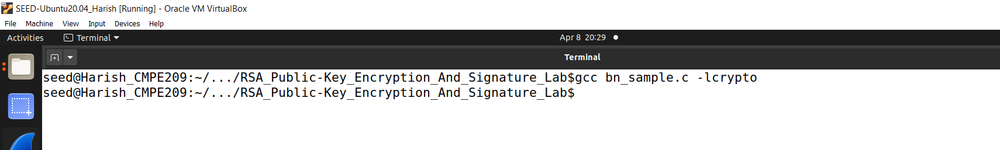 SEED-Ubuntu20.04_Harish [Running] - Oracle VM VirtualBox
File Machine View Input Devices Help
Activities Terminal Apr 8 20:29
Terminal
seed@Harish_CMPE209:~/.../RSA_Public-Key_Encryption_And_Signature_Lab$gcc bn_sample.c -lcrypto
seed@Harish_CMPE209:~/.../RSA_Public-Key_Encryption_And_Signature_Lab$